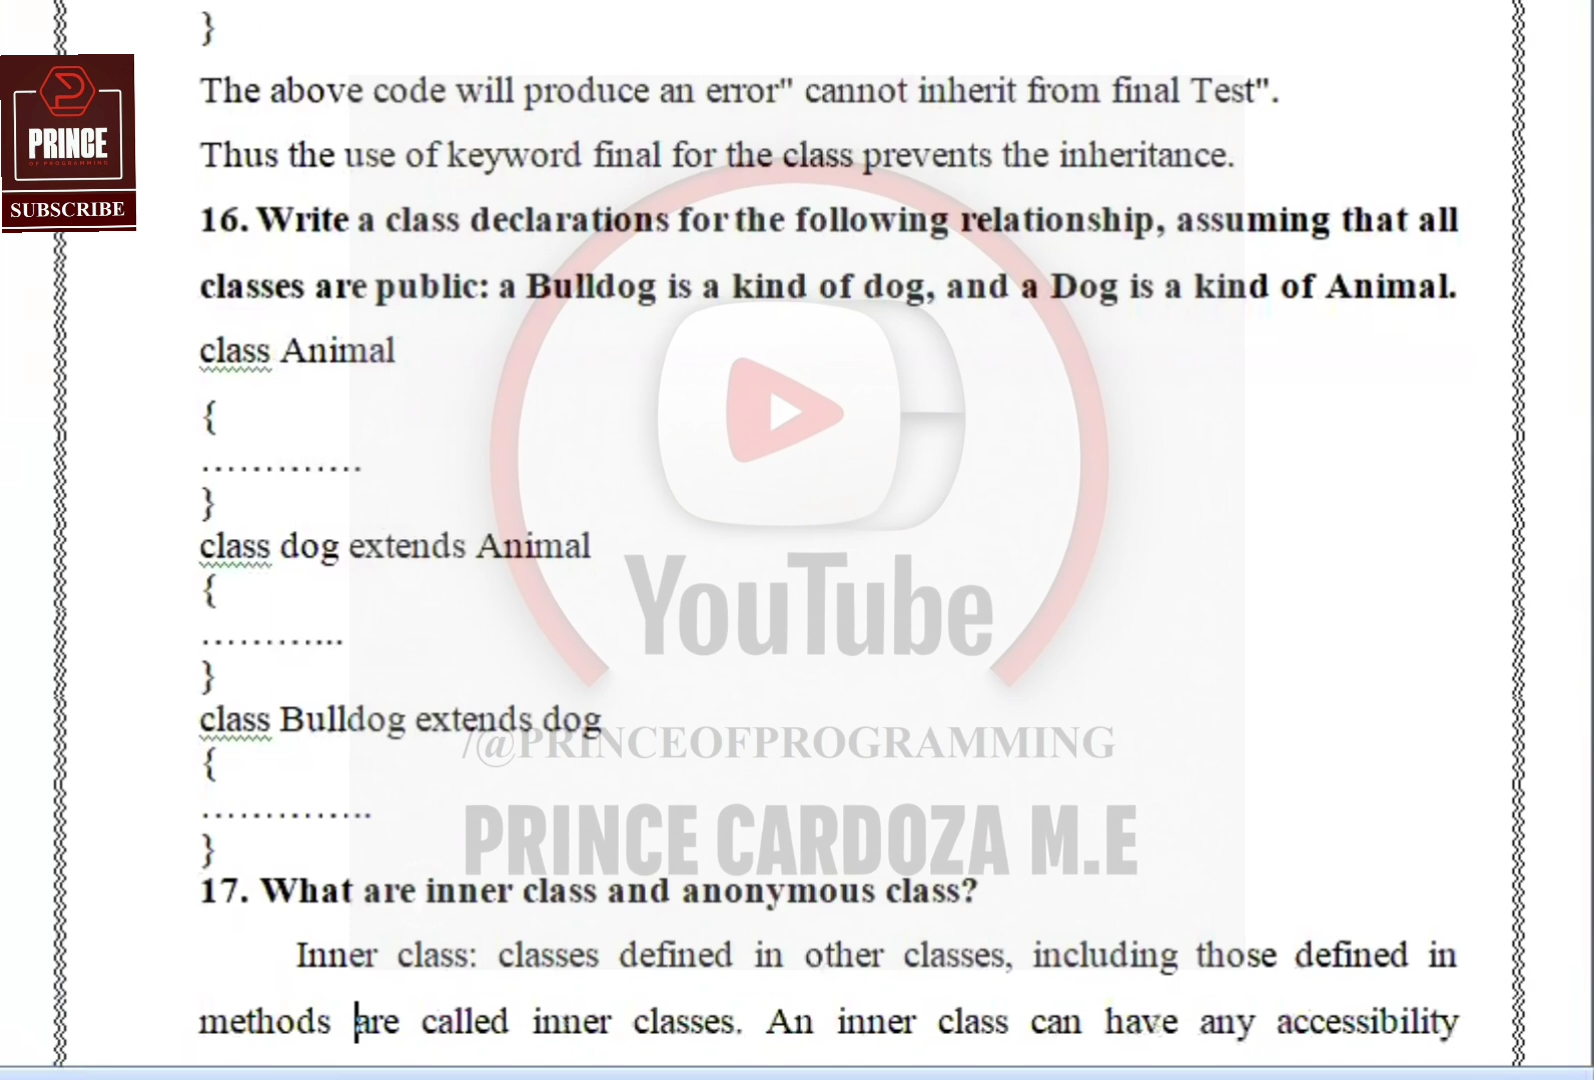 }
The above code will produce an error" cannot inherit from final Test".
Thus the use of keyword final for the class prevents the inheritance.
PRINCE
OF PROGRAMMING
SUBSCRIBE
16. Write a class declarations for the following relationship, assuming that all
classes are public: a Bulldog is a kind of dog, and a Dog is a kind of Animal.
class Animal
{
.............
}
class dog extends Animal
{
............
}
class Bulldog extends dog
{
..............
}
YouTube
/@PRINCEOFPROGRAMMING
PRINCE CARDOZA M.E
17. What are inner class and anonymous class?
Inner class: classes defined in other classes, including those defined in
methods are called inner classes. An inner class can have any accessibility